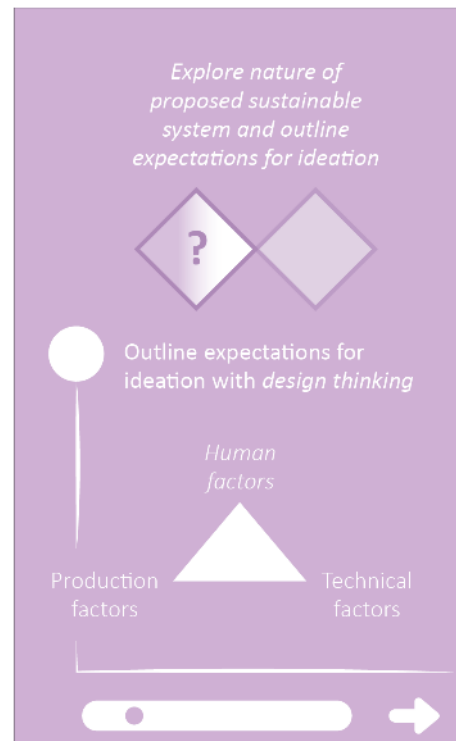 Explore nature of
proposed sustainable
system and outline
expectations for ideation
?
Outline expectations for
ideation with design thinking
Human
factors
Production
factors
Technical
factors